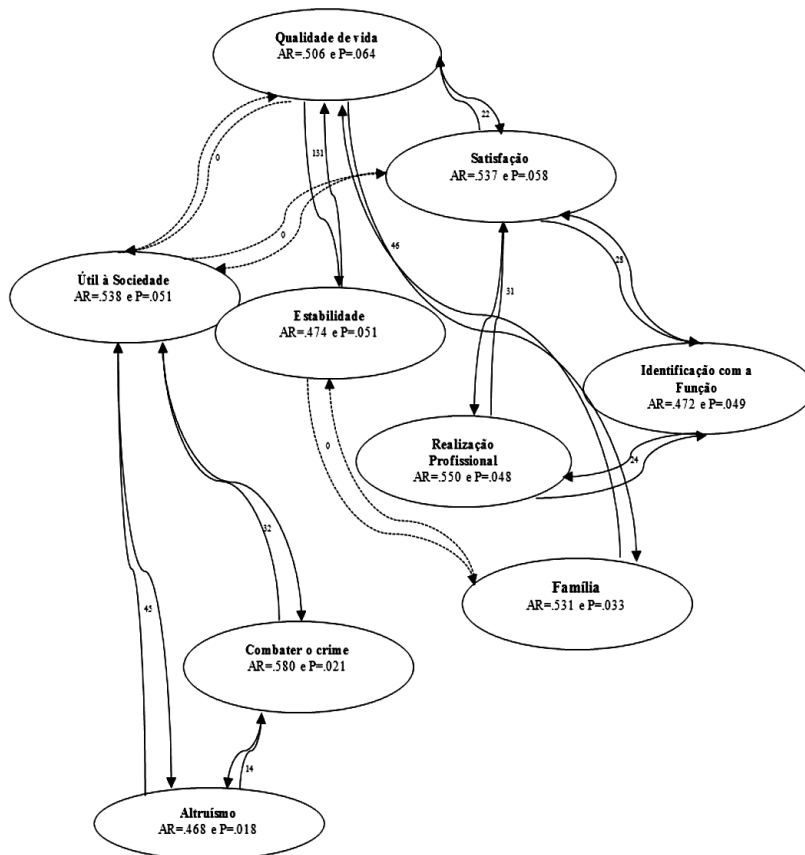 Qualidade de vida
AR=.506 e P=.064
22
Satisfação
AR=.537 e P=.058
131
0
0
46
28
Útil à Sociedade
AR=.538 e P=.051
Estabilidade
AR=.474 e P=.051
31
Identificação com a
Função
AR=.472 e P=.049
Realização
Profissional
AR=.550 e P=.048
0
24
Família
AR=.531 e P=.033
32
45
Combater o crime
AR=.580 e P=.021
14
Altruísmo
AR=.468 e P=.018